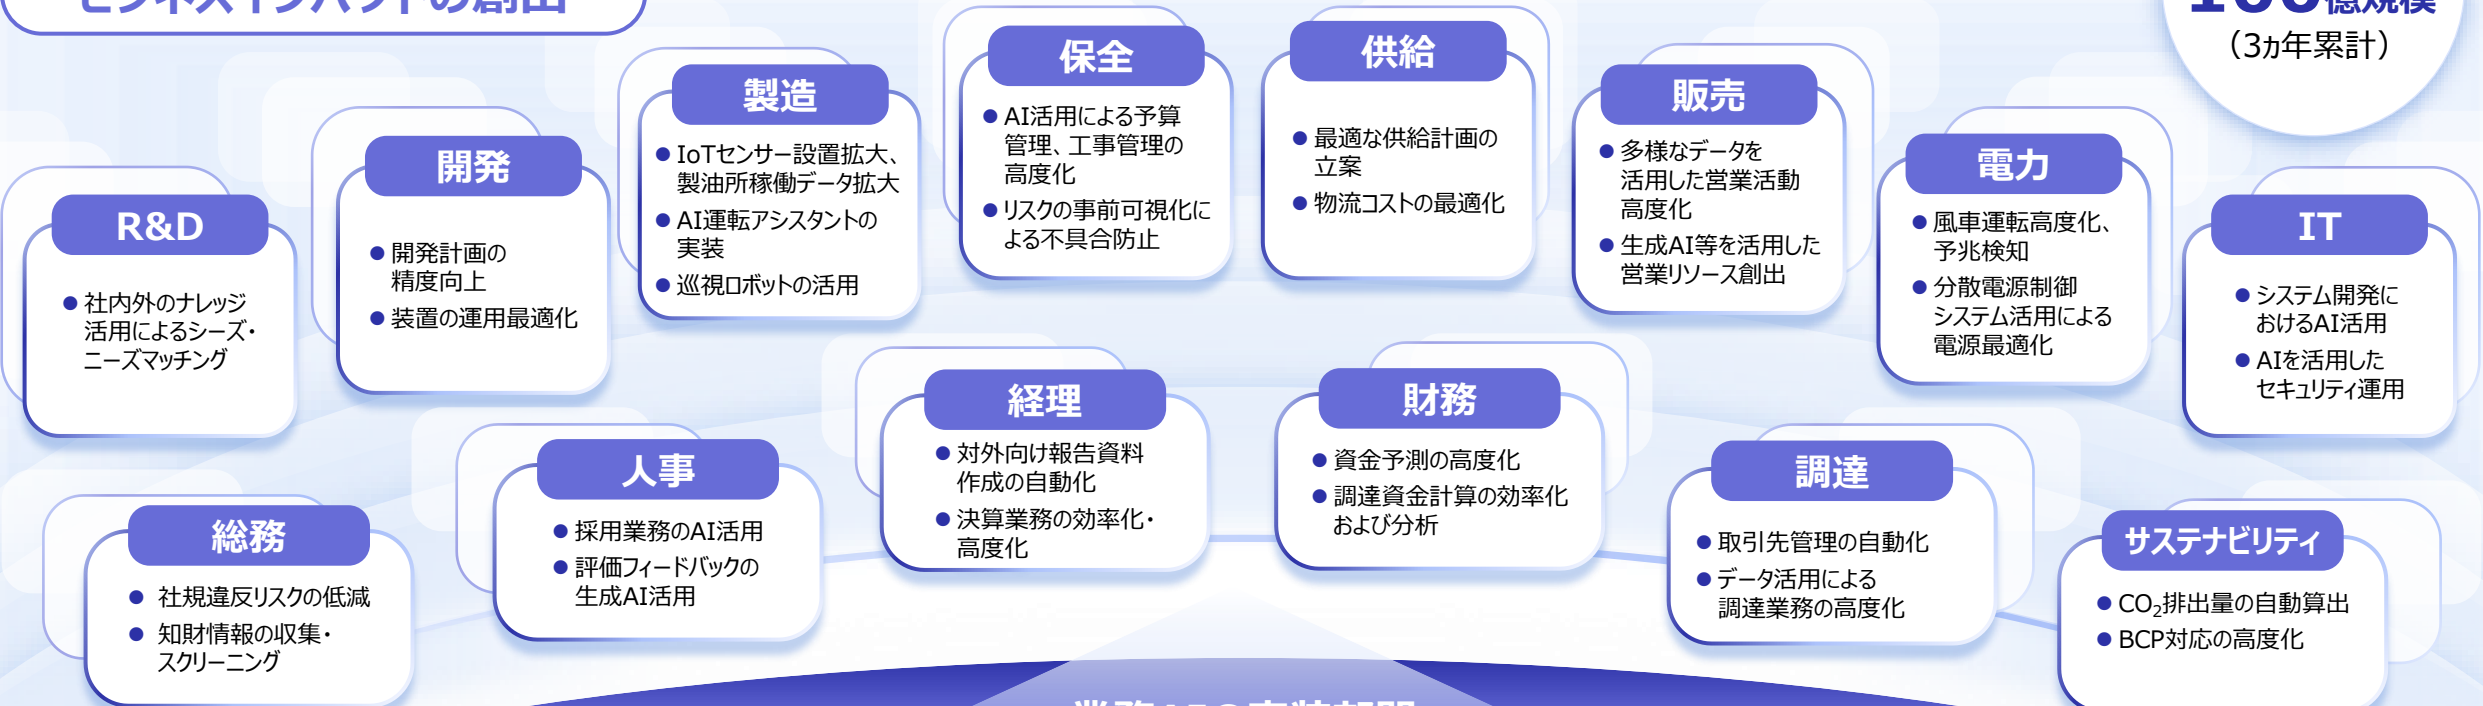 ビジネスインパクトの創出
100億規模
（3ヵ年累計）
R&D
● 社内外のナレッジ
活用によるシーズ・
ニーズマッチング
開発
● 開発計画の
精度向上
● 装置の運用最適化
製造
● IoTセンサー設置拡大、
製油所稼働データ拡大
● AI運転アシスタントの
実装
● 巡視ロボットの活用
保全
● AI活用による予算
管理、工事管理の
高度化
● リスクの事前可視化に
よる不具合防止
供給
● 最適な供給計画の
立案
● 物流コストの最適化
販売
● 多様なデータを
活用した営業活動
高度化
● 生成AI等を活用した
営業リソース創出
電力
● 風車運転高度化、
予兆検知
● 分散電源制御
システム活用による
電源最適化
IT
● システム開発に
おけるAI活用
● AIを活用した
セキュリティ運用
総務
● 社規違反リスクの低減
● 知財情報の収集・
スクリーニング
人事
● 採用業務のAI活用
● 評価フィードバックの
生成AI活用
経理
● 対外向け報告資料
作成の自動化
● 決算業務の効率化・
高度化
財務
● 資金予測の高度化
● 調達資金計算の効率化
および分析
調達
● 取引先管理の自動化
● データ活用による
調達業務の高度化
サステナビリティ
● CO₂排出量の自動算出
● BCP対応の高度化